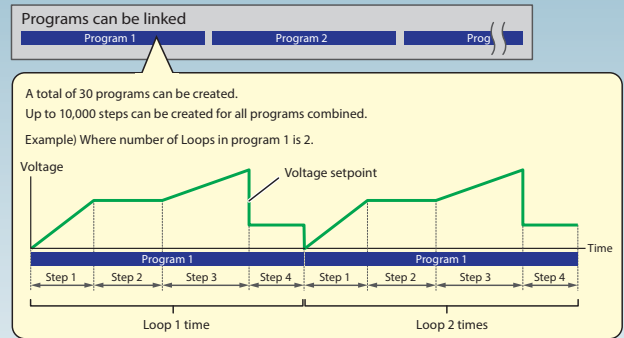 Programs can be linked
Program 1 Program 2 Prog
A total of 30 programs can be created.
Up to 10,000 steps can be created for all programs combined.
Example) Where number of Loops in program 1 is 2.
Voltage
Voltage setpoint
Time
Program 1 Program 1
Step 1 Step 2 Step 3 Step 4 Step 1 Step 2 Step 3 Step 4
Loop 1 time Loop 2 times